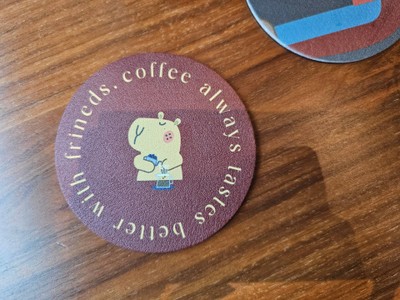 coffee always tastes better with frineds.